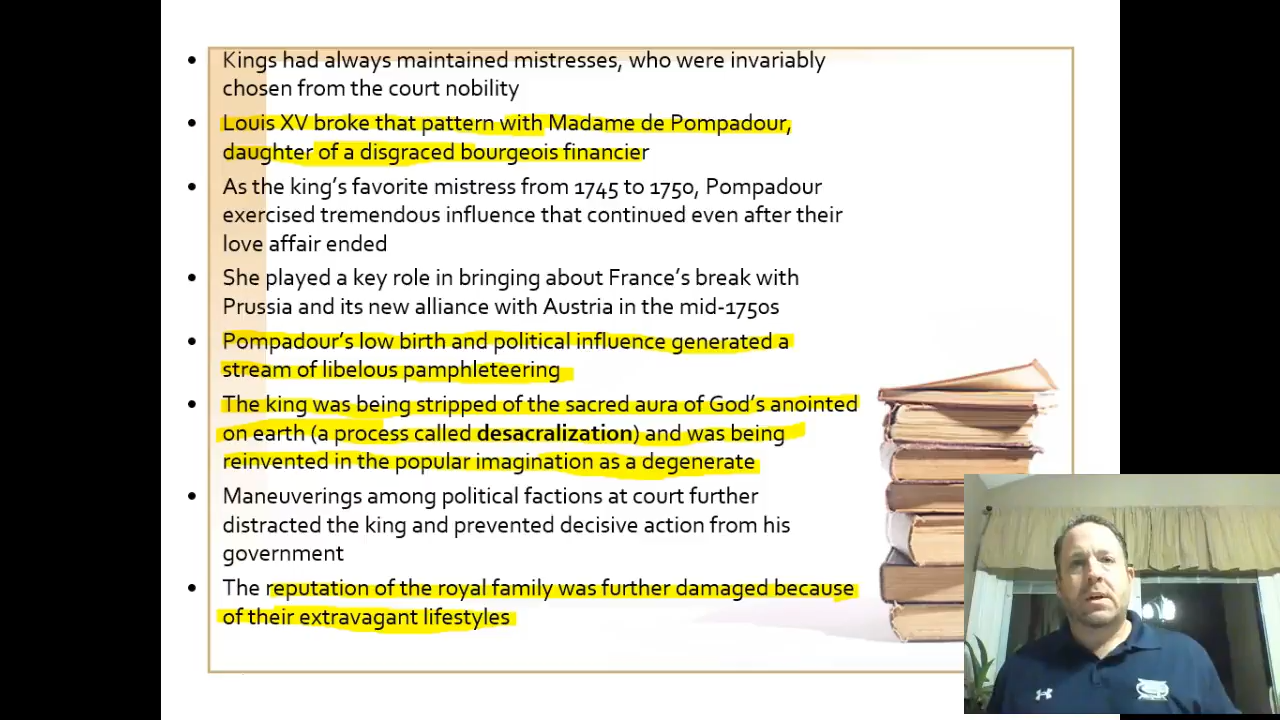 • Kings had always maintained mistresses, who were invariably
chosen from the court nobility
• Louis XV broke that pattern with Madame de Pompadour,
daughter of a disgraced bourgeois financier
• As the king's favorite mistress from 1745 to 1750, Pompadour
exercised tremendous influence that continued even after their
love affair ended
• She played a key role in bringing about France's break with
Prussia and its new alliance with Austria in the mid-1750s
• Pompadour's low birth and political influence generated a
stream of libelous pamphleteering
• The king was being stripped of the sacred aura of God's anointed
on earth (a process called desacralization) and was being
reinvented in the popular imagination as a degenerate
• Maneuverings among political factions at court further
distracted the king and prevented decisive action from his
government
• The reputation of the royal family was further damaged because
of their extravagant lifestyles